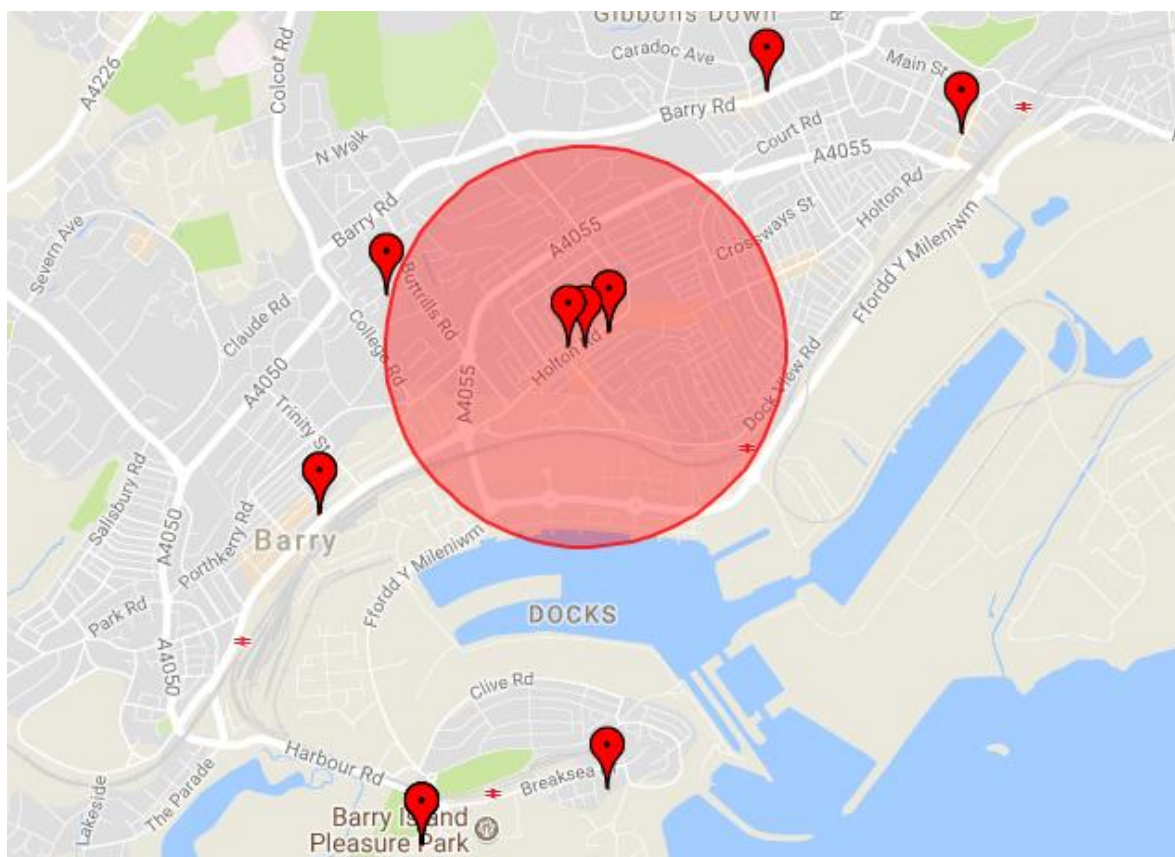 Gibbons Down
A4226
Colcot Rd
Caradoc Ave
Main St
Barry Rd
N Walk
Court Rd
A4055
Holton Rd
Severn Ave
Barry Rd
A4055
Crossways St
Ffordd Y Mileniwm
Buttrills Rd
Claude Rd
College Rd
Holton Rd
A4050
A4055
Dock View Rd
Trinity St
Salisbury Rd
A4050
Porthkerry Rd
Barry
Ffordd Y Mileniwm
Park Rd
DOCKS
A4050
Clive Rd
Harbour Rd
Breaksea
The Parade
Lakeside
Barry Island
Pleasure Park